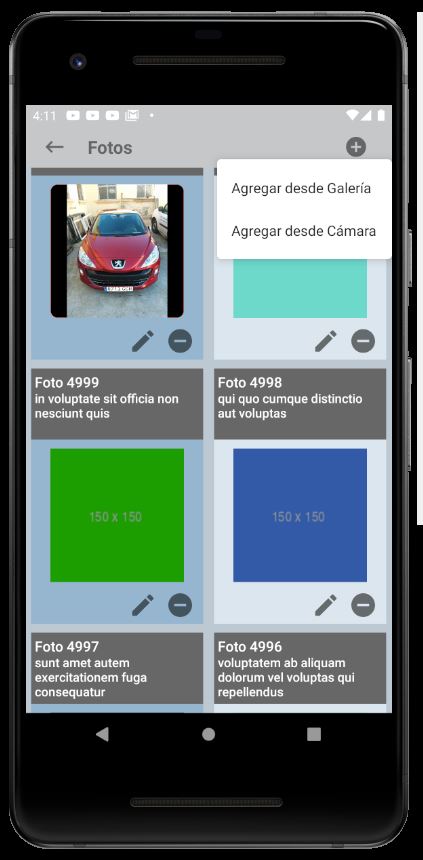 4:11
Fotos
Agregar desde Galería
Agregar desde Cámara
Foto 4999
in voluptate sit officia non
nesciunt quis
Foto 4998
qui quo cumque distinctio
aut voluptas
150 x 150
150 x 150
Foto 4997
sunt amet autem
exercitationem fuga
consequatur
Foto 4996
voluptatem ab aliquam
dolorum vel voluptas qui
repellendus